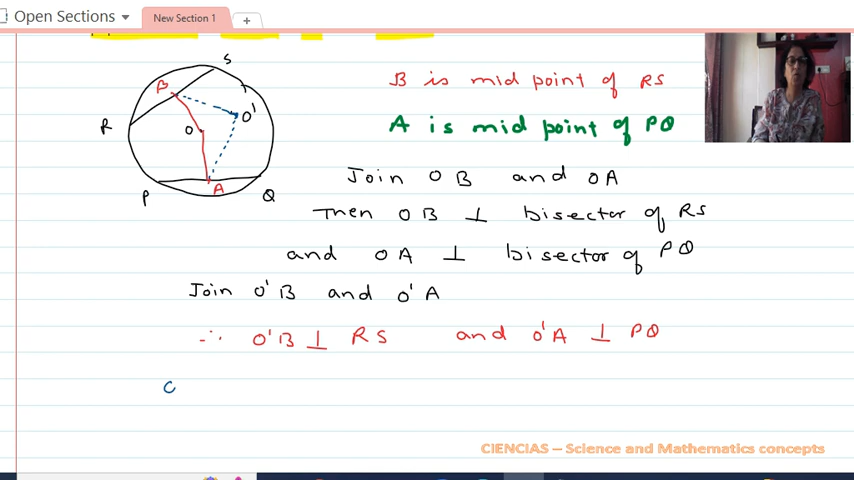 Open Sections
New Section 1
+
S
B is mid point of RS
B
O'
R
O
A is mid point of PQ
A
P
Q
Join OB and OA
Then OB ⊥ bisector of RS
and OA ⊥ bisector of PQ
Join O'B and O'A
∴ O'B ⊥ RS and O'A ⊥ PQ
CIENCIAS – Science and Mathematics concepts